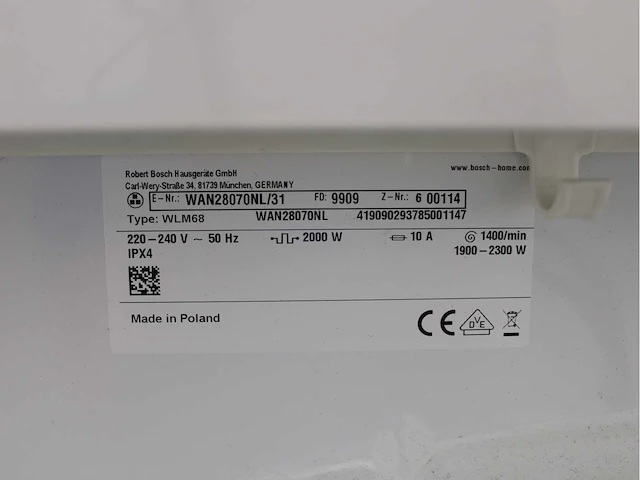 Robert Bosch Hausgeräte GmbH www.bosch-home.com
Carl-Wery-Straße 34, 81739 München, GERMANY
E-Nr.: WAN28070NL/31 FD: 9909 Z-Nr.: 6 00114
Type: WLM68 WAN28070NL 419090293785001147
220-240 V ~ 50 Hz 2000 W 10 A 1400/min
IPX4 1900-2300 W
Made in Poland CE DVE